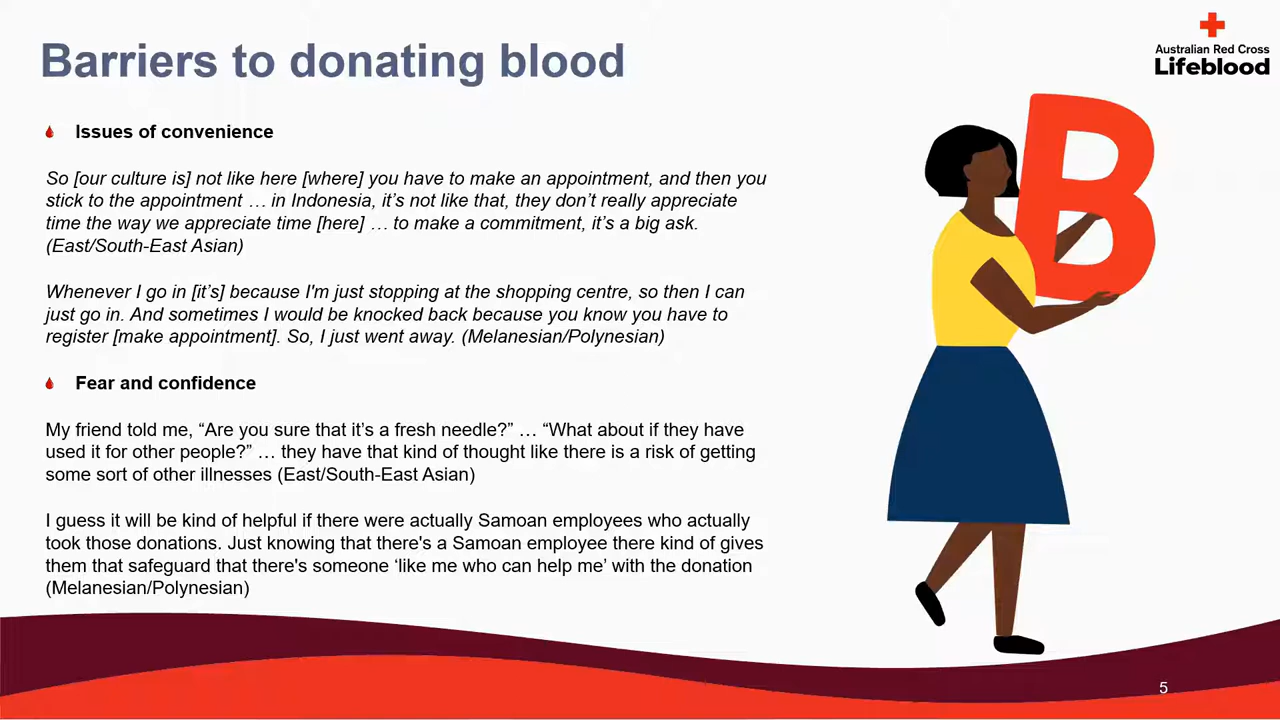 Barriers to donating blood
Australian Red Cross
Lifeblood
Issues of convenience
So [our culture is] not like here [where] you have to make an appointment, and then you
stick to the appointment … in Indonesia, it’s not like that, they don’t really appreciate
time the way we appreciate time [here] … to make a commitment, it’s a big ask.
(East/South-East Asian)
Whenever I go in [it’s] because I'm just stopping at the shopping centre, so then I can
just go in. And sometimes I would be knocked back because you know you have to
register [make appointment]. So, I just went away. (Melanesian/Polynesian)
Fear and confidence
My friend told me, “Are you sure that it’s a fresh needle?” … “What about if they have
used it for other people?” … they have that kind of thought like there is a risk of getting
some sort of other illnesses (East/South-East Asian)
I guess it will be kind of helpful if there were actually Samoan employees who actually
took those donations. Just knowing that there's a Samoan employee there kind of gives
them that safeguard that there's someone ‘like me who can help me’ with the donation
(Melanesian/Polynesian)
B
5